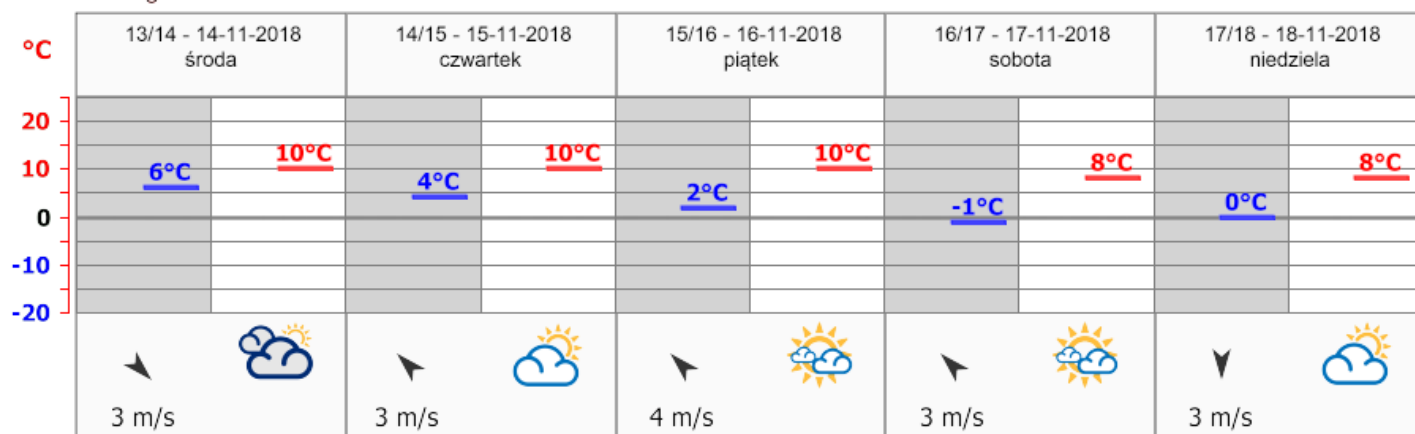 °C
13/14 - 14-11-2018
środa
14/15 - 15-11-2018
czwartek
15/16 - 16-11-2018
piątek
16/17 - 17-11-2018
sobota
17/18 - 18-11-2018
niedziela
20
10
0
-10
-20
6°C
10°C
4°C
10°C
2°C
10°C
-1°C
8°C
0°C
8°C
3 m/s
3 m/s
4 m/s
3 m/s
3 m/s